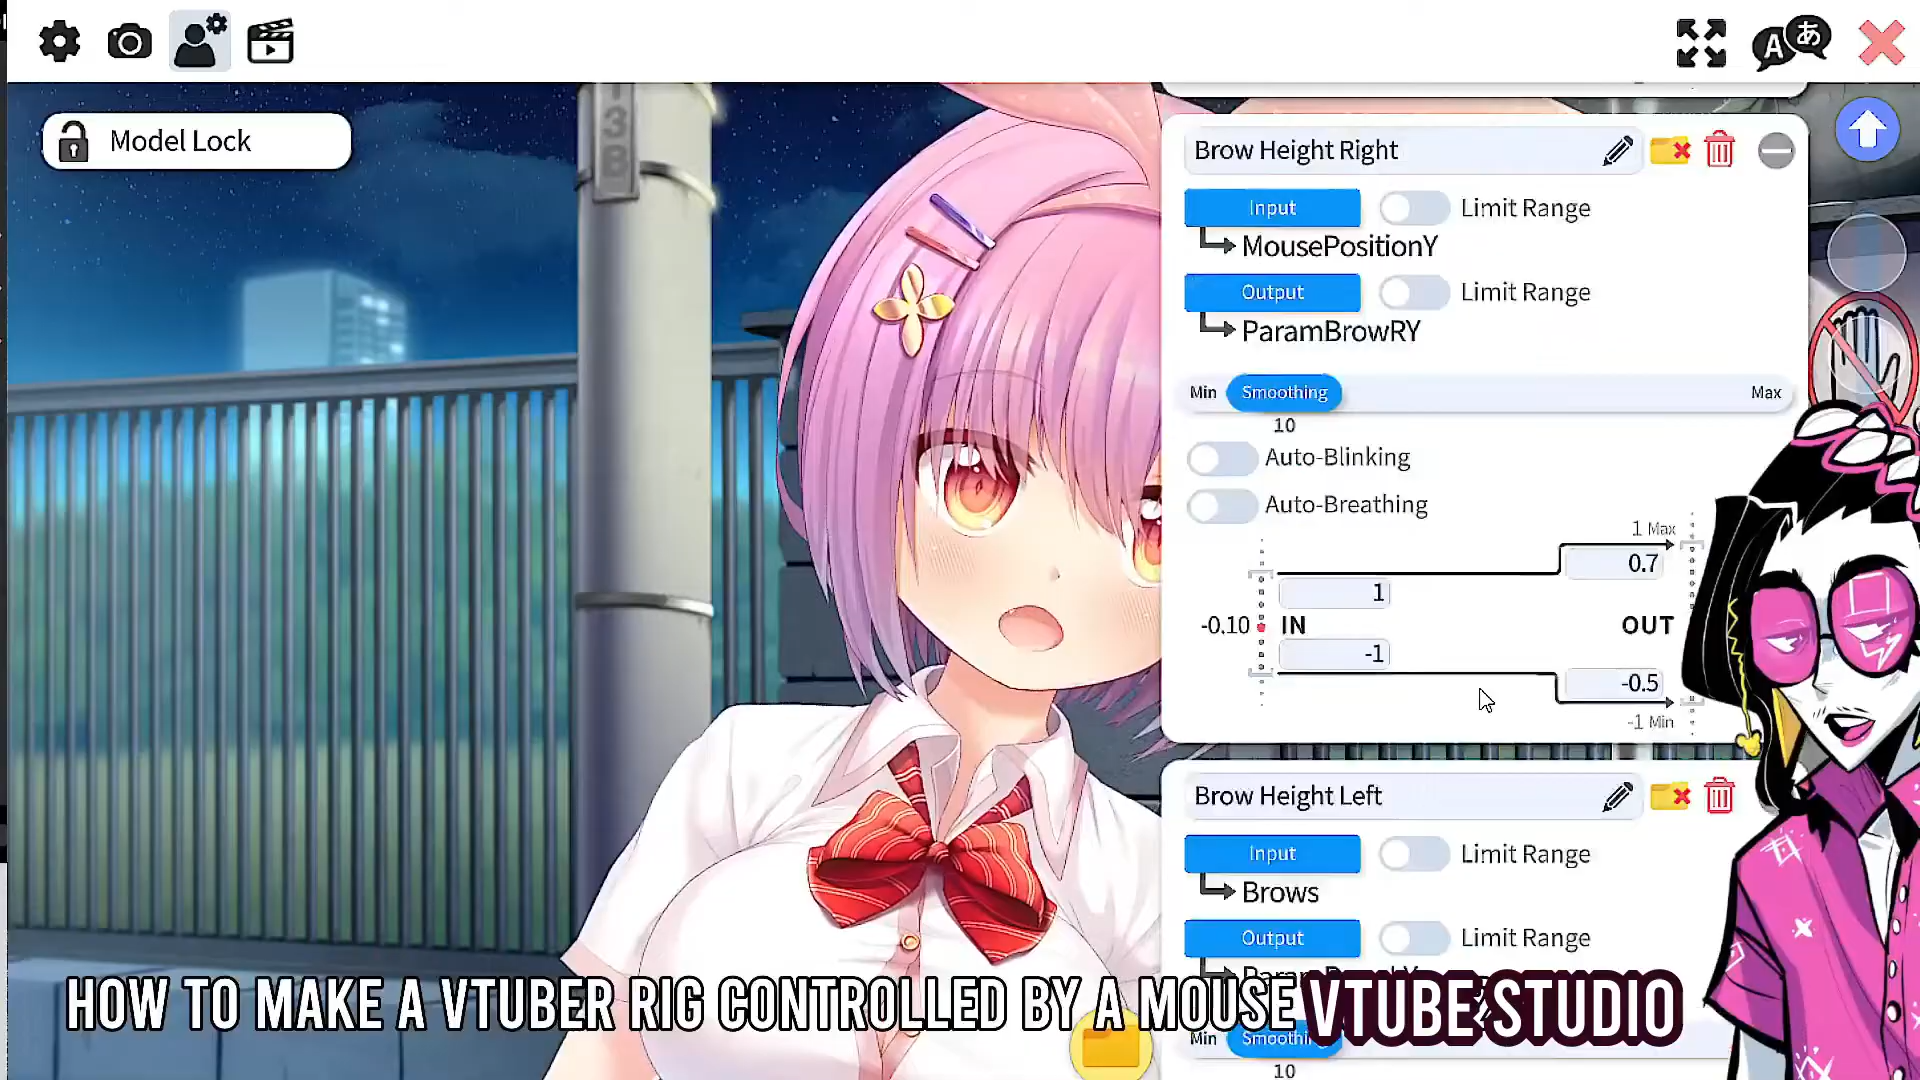 Model Lock
3
B
Brow Height Right
Input
Limit Range
MousePositionY
Output
Limit Range
ParamBrowRY
Min
Smoothing
Max
10
Auto-Blinking
Auto-Breathing
1 Max
0.7
1
-0.10
IN
OUT
-1
-0.5
-1 Min
Brow Height Left
Input
Limit Range
Brows
Output
Limit Range
HOW TO MAKE A VTUBER RIG CONTROLLED BY A MOUSE VTUBE STUDIO
Min
10
A あ